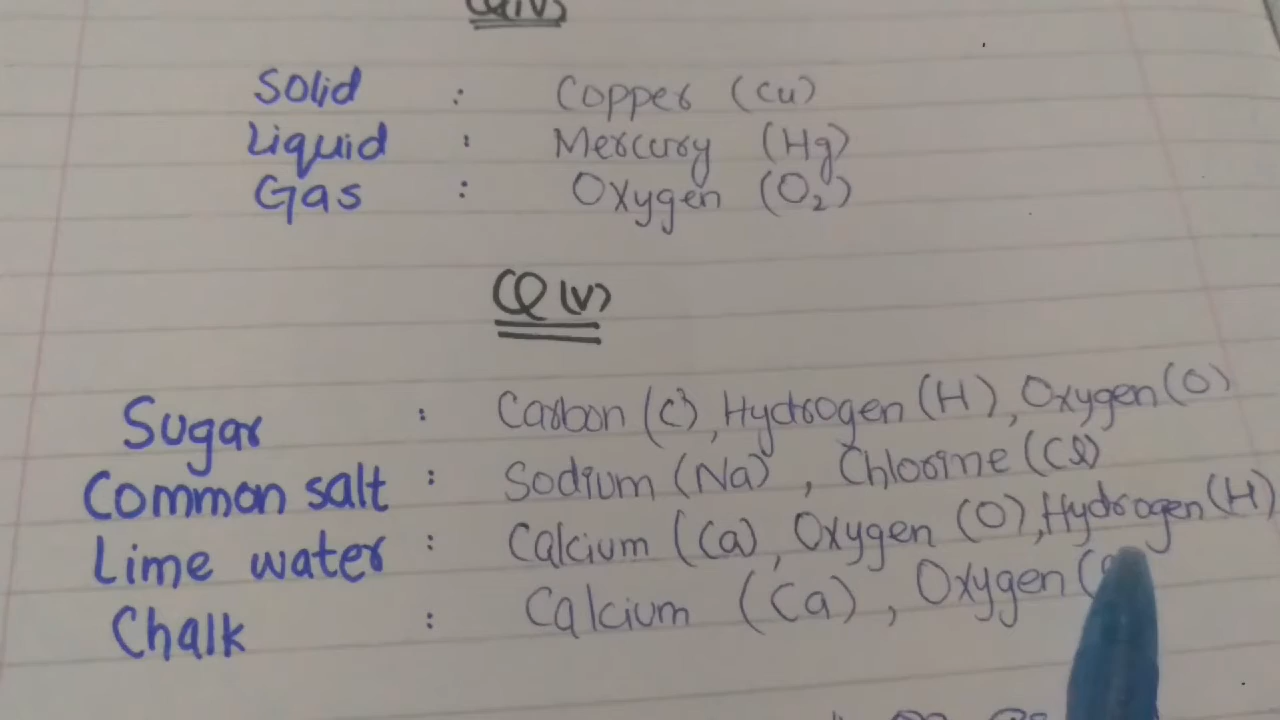 Q(iv)
Solid : Copper (Cu)
Liquid : Mercury (Hg)
Gas : Oxygen (O₂)
Q(v)
Sugar : Carbon (C), Hydrogen (H), Oxygen (O)
Common salt : Sodium (Na), Chlorine (Cl)
Lime water : Calcium (Ca), Oxygen (O), Hydrogen (H)
Chalk : Calcium (Ca), Oxygen (